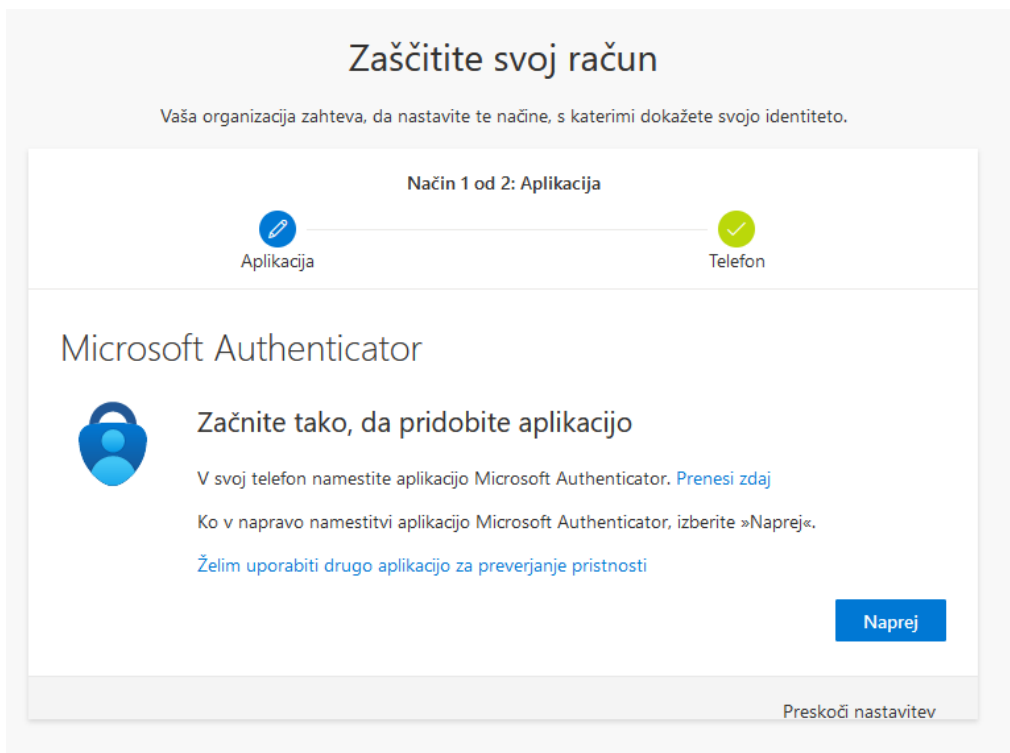 Zaščitite svoj račun
Vaša organizacija zahteva, da nastavite te načine, s katerimi dokažete svojo identiteto.
Način 1 od 2: Aplikacija
Aplikacija
Telefon
Microsoft Authenticator
Začnite tako, da pridobite aplikacijo
V svoj telefon namestite aplikacijo Microsoft Authenticator. Prenesi zdaj
Ko v napravo namestitvi aplikacijo Microsoft Authenticator, izberite »Naprej«.
Želim uporabiti drugo aplikacijo za preverjanje pristnosti
Naprej
Preskoči nastavitev